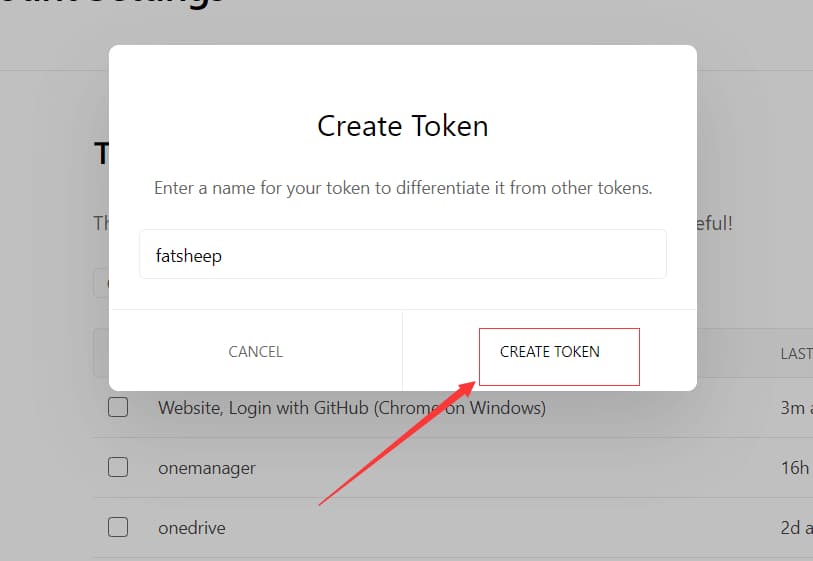 Create Token
Enter a name for your token to differentiate it from other tokens.
eful!
fatsheep
CANCEL
CREATE TOKEN
LAST
Website, Login with GitHub (Chrome on Windows)
3m a
onemanager
16h
onedrive
2d a